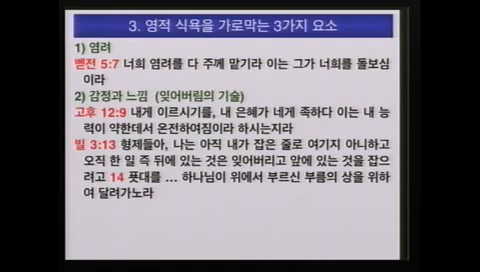 3. 영적 식욕을 가로막는 3가지 요소
1) 염려
벧전 5:7 너희 염려를 다 주께 맡기라 이는 그가 너희를 돌보심
이라
2) 감정과 느낌 (잊어버림의 기술)
고후 12:9 내게 이르시기를, 내 은혜가 네게 족하다 이는 내 능
력이 약한데서 온전하여짐이라 하시는지라
빌 3:13 형제들아, 나는 아직 내가 잡은 줄로 여기지 아니하고
오직 한 일 즉 뒤에 있는 것은 잊어버리고 앞에 있는 것을 잡으
려고 14 푯대를 ... 하나님이 위에서 부르신 부름의 상을 위하
여 달려가노라